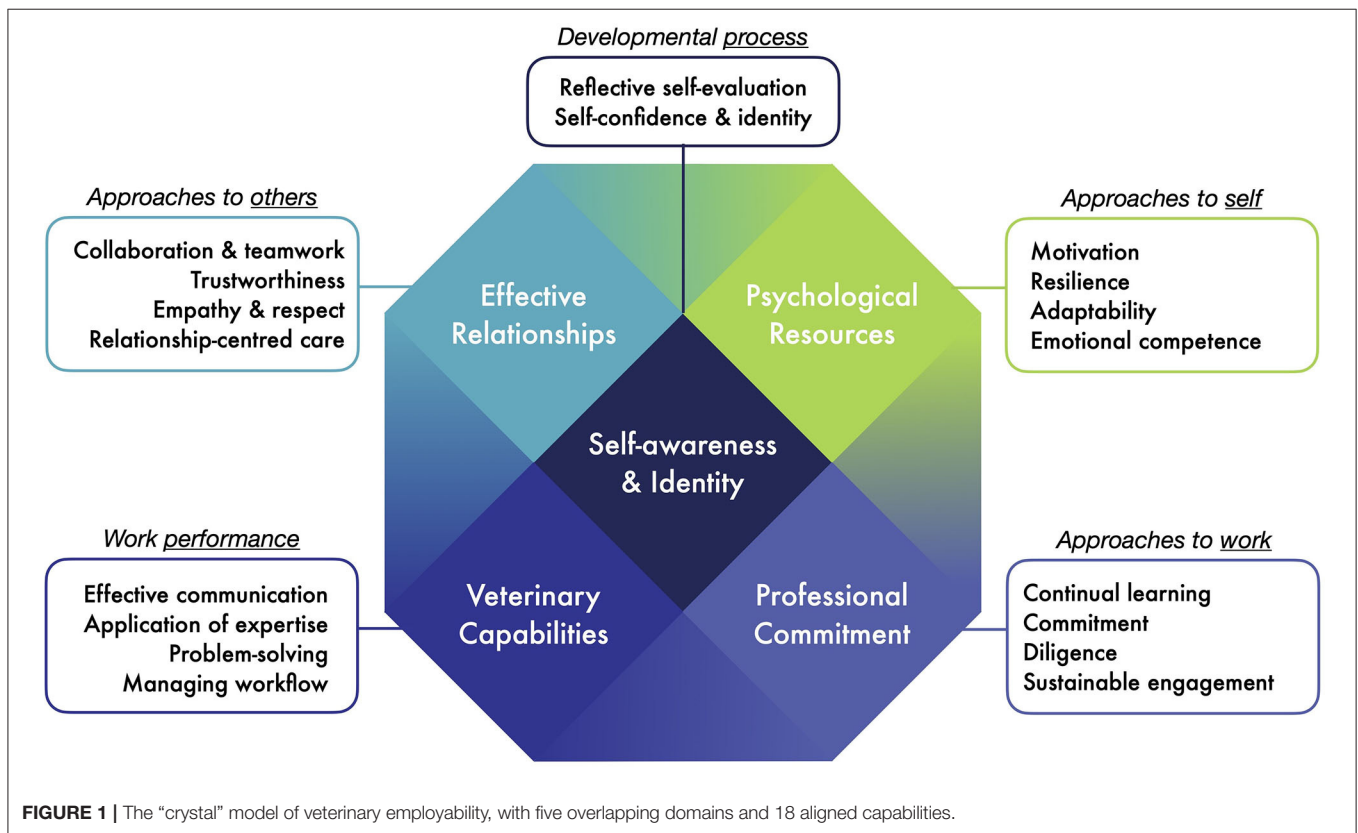 Developmental process
Reflective self-evaluation
Self-confidence & identity
Approaches to others
Collaboration & teamwork
Trustworthiness
Empathy & respect
Relationship-centred care
Approaches to self
Motivation
Resilience
Adaptability
Emotional competence
Effective
Relationships
Psychological
Resources
Self-awareness
& Identity
Work performance
Effective communication
Application of expertise
Problem-solving
Managing workflow
Veterinary
Capabilities
Professional
Commitment
Approaches to work
Continual learning
Commitment
Diligence
Sustainable engagement
FIGURE 1 | The “crystal” model of veterinary employability, with five overlapping domains and 18 aligned capabilities.